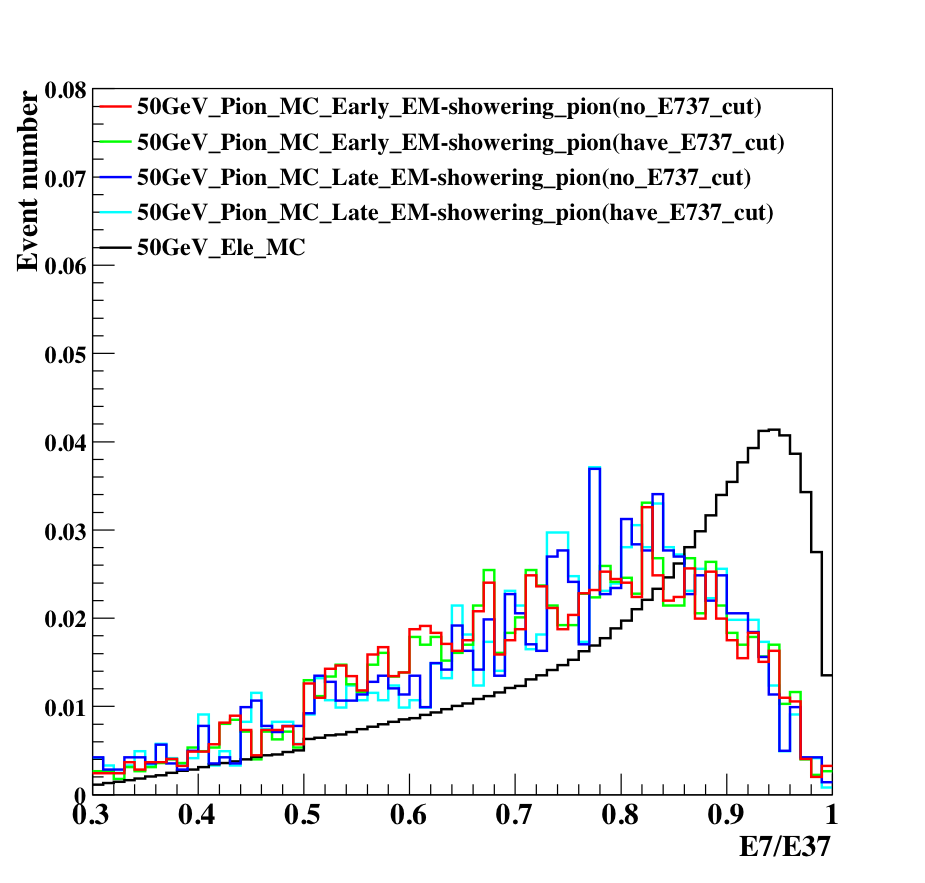 Event number
0.08
0.07
0.06
0.05
0.04
0.03
0.02
0.01
0
50GeV_Pion_MC_Early_EM-showering_pion(no_E737_cut)
50GeV_Pion_MC_Early_EM-showering_pion(have_E737_cut)
50GeV_Pion_MC_Late_EM-showering_pion(no_E737_cut)
50GeV_Pion_MC_Late_EM-showering_pion(have_E737_cut)
50GeV_Ele_MC
0.3 0.4 0.5 0.6 0.7 0.8 0.9 1
E7/E37